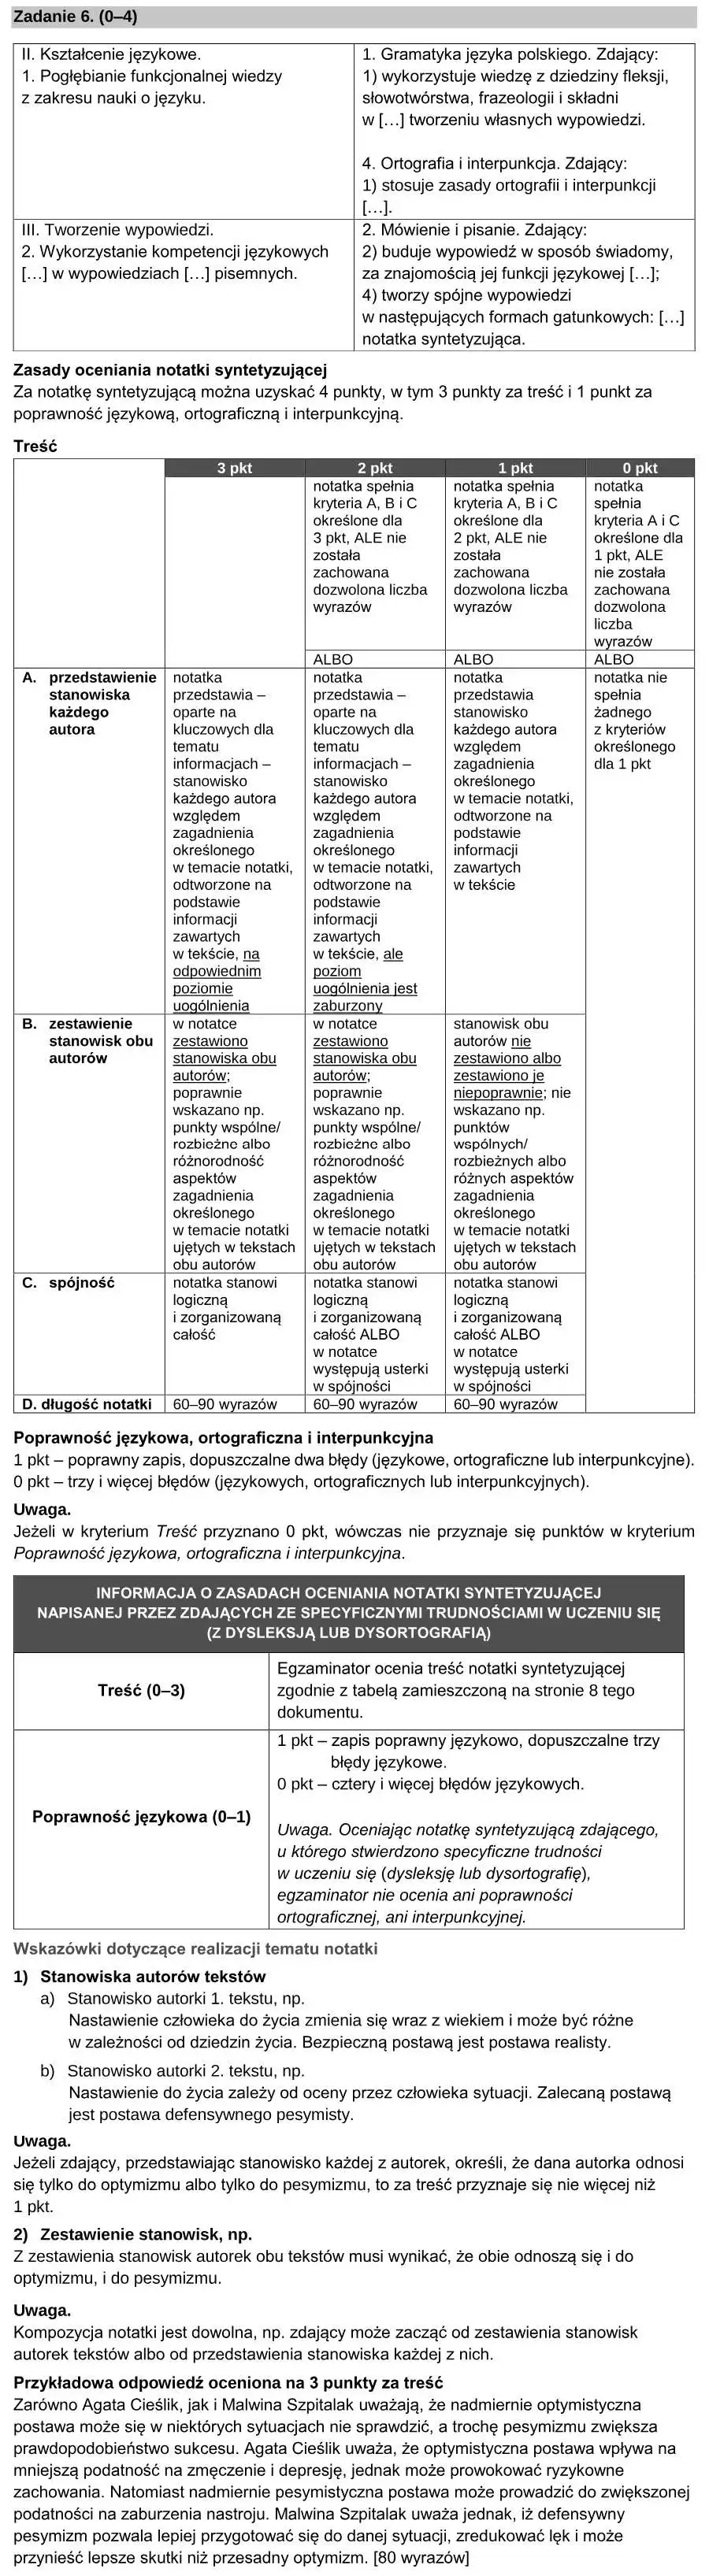 Zadanie 6. (0–4)
II. Kształcenie językowe.
1. Pogłębianie funkcjonalnej wiedzy
z zakresu nauki o języku.
1. Gramatyka języka polskiego. Zdający:
1) wykorzystuje wiedzę z dziedziny fleksji,
słowotwórstwa, frazeologii i składni
w […] tworzeniu własnych wypowiedzi.
4. Ortografia i interpunkcja. Zdający:
1) stosuje zasady ortografii i interpunkcji
[…].
III. Tworzenie wypowiedzi.
2. Wykorzystanie kompetencji językowych
[…] w wypowiedziach […] pisemnych.
2. Mówienie i pisanie. Zdający:
2) buduje wypowiedź w sposób świadomy,
za znajomością jej funkcji językowej […];
4) tworzy spójne wypowiedzi
w następujących formach gatunkowych: […]
notatka syntetyzująca.
Zasady oceniania notatki syntetyzującej
Za notatkę syntetyzującą można uzyskać 4 punkty, w tym 3 punkty za treść i 1 punkt za
poprawność językową, ortograficzną i interpunkcyjną.
Treść
3 pkt
2 pkt
1 pkt
0 pkt
notatka spełnia
kryteria A, B i C
określone dla
3 pkt, ALE nie
została
zachowana
dozwolona liczba
wyrazów
notatka spełnia
kryteria A, B i C
określone dla
2 pkt, ALE nie
została
zachowana
dozwolona liczba
wyrazów
notatka
spełnia
kryteria A i C
określone dla
1 pkt, ALE
nie została
zachowana
dozwolona
liczba
wyrazów
ALBO
ALBO
ALBO
A. przedstawienie
stanowiska
każdego
autora
notatka
przedstawia –
oparte na
kluczowych dla
tematu
informacjach –
stanowisko
każdego autora
względem
zagadnienia
określonego
w temacie notatki,
odtworzone na
podstawie
informacji
zawartych
w tekście, na
odpowiednim
poziomie
uogólnienia
notatka
przedstawia –
oparte na
kluczowych dla
tematu
informacjach –
stanowisko
każdego autora
względem
zagadnienia
określonego
w temacie notatki,
odtworzone na
podstawie
informacji
zawartych
w tekście, ale
poziom
uogólnienia jest
zaburzony
notatka
przedstawia
stanowisko
każdego autora
względem
zagadnienia
określonego
w temacie notatki,
odtworzone na
podstawie
informacji
zawartych
w tekście
notatka nie
spełnia
żadnego
z kryteriów
określonego
dla 1 pkt
B. zestawienie
stanowisk obu
autorów
w notatce
zestawiono
stanowiska obu
autorów;
poprawnie
wskazano np.
punkty wspólne/
rozbieżne albo
różnorodność
aspektów
zagadnienia
określonego
w temacie notatki
ujętych w tekstach
obu autorów
w notatce
zestawiono
stanowiska obu
autorów;
poprawnie
wskazano np.
punkty wspólne/
rozbieżne albo
różnorodność
aspektów
zagadnienia
określonego
w temacie notatki
ujętych w tekstach
obu autorów
stanowisk obu
autorów nie
zestawiono albo
zestawiono je
niepoprawnie; nie
wskazano np.
punktów
wspólnych/
rozbieżnych albo
różnych aspektów
zagadnienia
określonego
w temacie notatki
ujętych w tekstach
obu autorów
C. spójność
notatka stanowi
logiczną
i zorganizowaną
całość
notatka stanowi
logiczną
i zorganizowaną
całość ALBO
w notatce
występują usterki
w spójności
notatka stanowi
logiczną
i zorganizowaną
całość ALBO
w notatce
występują usterki
w spójności
D. długość notatki
60–90 wyrazów
60–90 wyrazów
60–90 wyrazów
Poprawność językowa, ortograficzna i interpunkcyjna
1 pkt – poprawny zapis, dopuszczalne dwa błędy (językowe, ortograficzne lub interpunkcyjne).
0 pkt – trzy i więcej błędów (językowych, ortograficznych lub interpunkcyjnych).
Uwaga.
Jeżeli w kryterium Treść przyznano 0 pkt, wówczas nie przyznaje się punktów w kryterium
Poprawność językowa, ortograficzna i interpunkcyjna.
INFORMACJA O ZASADACH OCENIANIA NOTATKI SYNTETYZUJĄCEJ
NAPISANEJ PRZEZ ZDAJĄCYCH ZE SPECYFICZNYMI TRUDNOŚCIAMI W UCZENIU SIĘ
(Z DYSLEKSJĄ LUB DYSORTOGRAFIĄ)
Treść (0–3)
Egzaminator ocenia treść notatki syntetyzującej
zgodnie z tabelą zamieszczoną na stronie 8 tego
dokumentu.
Poprawność językowa (0–1)
1 pkt – zapis poprawny językowo, dopuszczalne trzy
błędy językowe.
0 pkt – cztery i więcej błędów językowych.
Uwaga. Oceniając notatkę syntetyzującą zdającego,
u którego stwierdzono specyficzne trudności
w uczeniu się (dysleksję lub dysortografię),
egzaminator nie ocenia ani poprawności
ortograficznej, ani interpunkcyjnej.
Wskazówki dotyczące realizacji tematu notatki
1) Stanowiska autorów tekstów
a) Stanowisko autorki 1. tekstu, np.
Nastawienie człowieka do życia zmienia się wraz z wiekiem i może być różne
w zależności od dziedzin życia. Bezpieczną postawą jest postawa realisty.
b) Stanowisko autorki 2. tekstu, np.
Nastawienie do życia zależy od oceny przez człowieka sytuacji. Zalecaną postawą
jest postawa defensywnego pesymisty.
Uwaga.
Jeżeli zdający, przedstawiając stanowisko każdej z autorek, określi, że dana autorka odnosi
się tylko do optymizmu albo tylko do pesymizmu, to za treść przyznaje się nie więcej niż
1 pkt.
2) Zestawienie stanowisk, np.
Z zestawienia stanowisk autorek obu tekstów musi wynikać, że obie odnoszą się i do
optymizmu, i do pesymizmu.
Uwaga.
Kompozycja notatki jest dowolna, np. zdający może zacząć od zestawienia stanowisk
autorek tekstów albo od przedstawienia stanowiska każdej z nich.
Przykładowa odpowiedź oceniona na 3 punkty za treść
Zarówno Agata Cieślik, jak i Malwina Szpitalak uważają, że nadmiernie optymistyczna
postawa może się w niektórych sytuacjach nie sprawdzić, a trochę pesymizmu zwiększa
prawdopodobieństwo sukcesu. Agata Cieślik uważa, że optymistyczna postawa wpływa na
mniejszą podatność na zmęczenie i depresję, jednak może prowokować ryzykowne
zachowania. Natomiast nadmiernie pesymistyczna postawa może prowadzić do zwiększonej
podatności na zaburzenia nastroju. Malwina Szpitalak uważa jednak, iż defensywny
pesymizm pozwala lepiej przygotować się do danej sytuacji, zredukować lęk i może
przynieść lepsze skutki niż przesadny optymizm. [80 wyrazów]